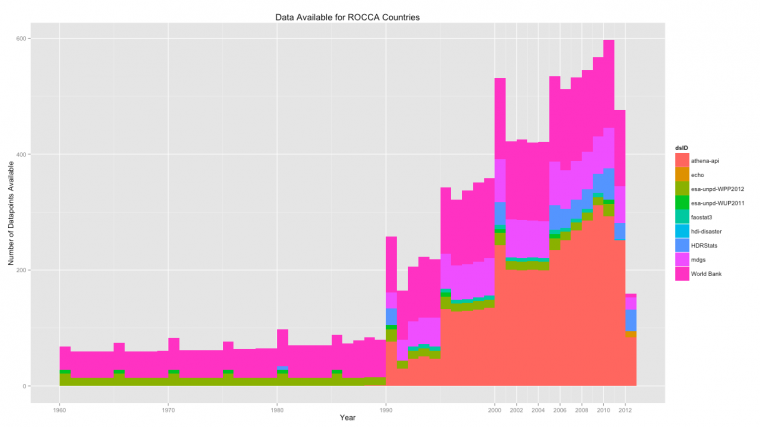 Data Available for ROCCA Countries
Number of Datapoints Available
600
400
200
0
1960
1970
1980
1990
2000
2002
2004
2006
2008
2010
2012
Year
dsID
athena-api
echo
esa-unpd-WPP2012
esa-unpd-WUP2011
faostat3
hdi-disaster
HDRStats
mdgs
World Bank